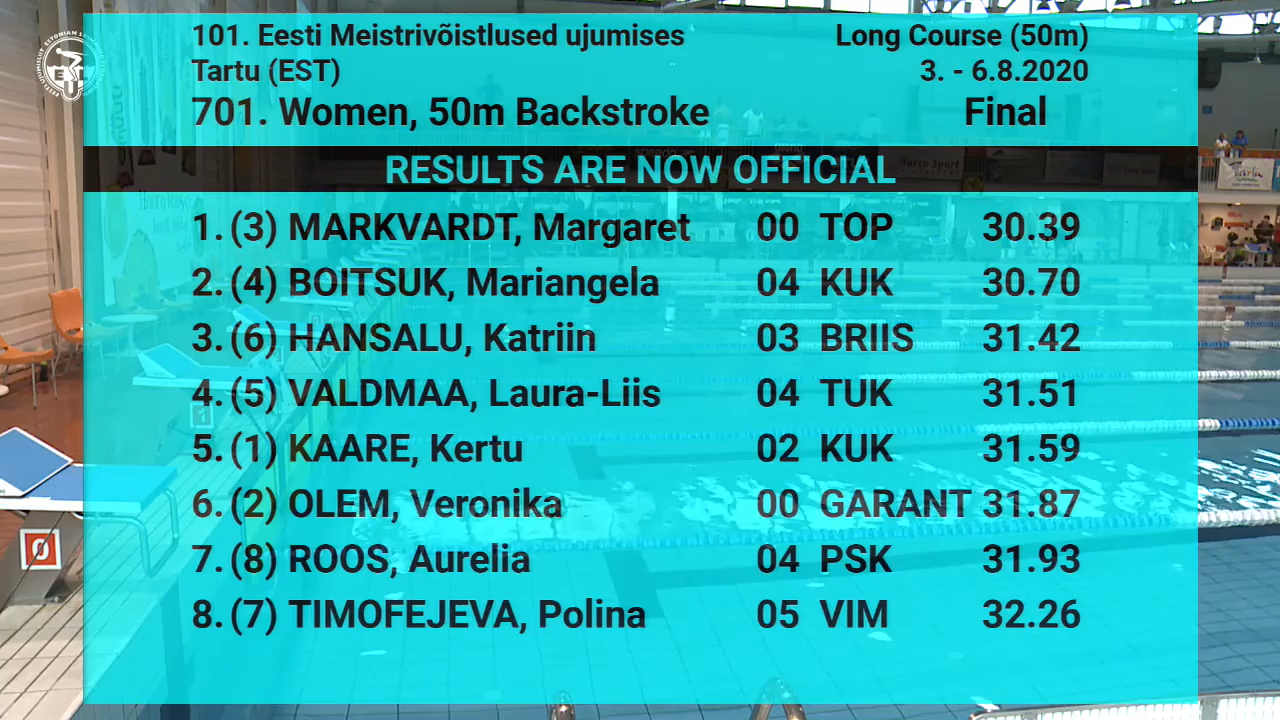 101. Eesti Meistrivõistlused ujumises Long Course (50m)
Tartu (EST) 3. - 6.8.2020
701. Women, 50m Backstroke Final
RESULTS ARE NOW OFFICIAL
1. (3) MARKVARDT, Margaret 00 TOP 30.39
2. (4) BOITSUK, Mariangela 04 KUK 30.70
3. (6) HANSALU, Katriin 03 BRIIS 31.42
4. (5) VALDMAA, Laura-Liis 04 TUK 31.51
5. (1) KAARE, Kertu 02 KUK 31.59
6. (2) OLEM, Veronika 00 GARANT 31.87
7. (8) ROOS, Aurelia 04 PSK 31.93
8. (7) TIMOFEJEVA, Polina 05 VIM 32.26
0
1